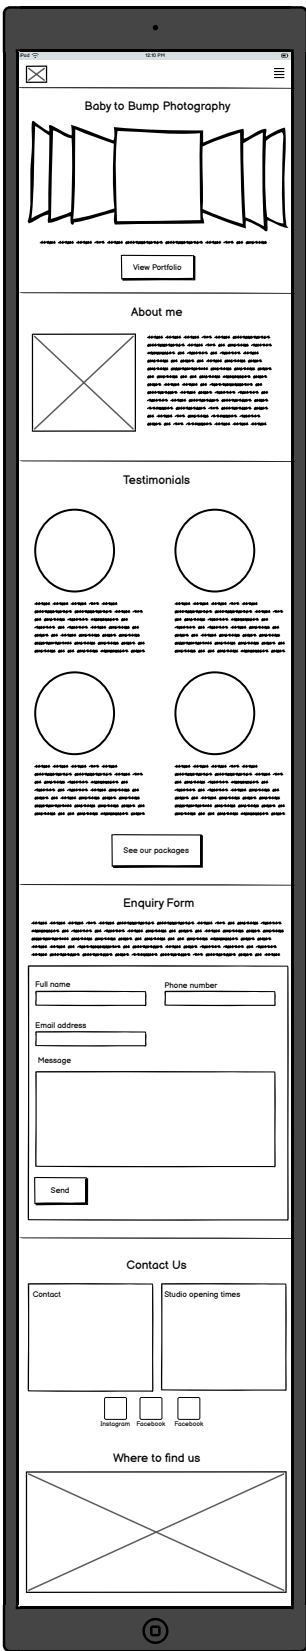 iPad 12:10 PM
Baby to Bump Photography
View Portfolio
About me
Testimonials
See our packages
Enquiry Form
Full name Phone number
Email address
Message
Send
Contact Us
Contact Studio opening times
Instagram Facebook Facebook
Where to find us